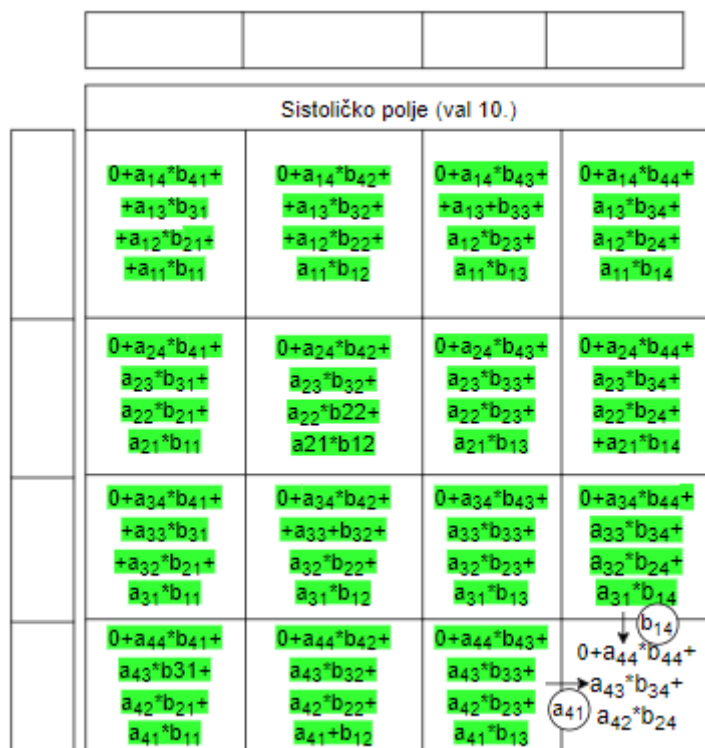 Sistoličko polje (val 10.)
0+a14*b41+
+a13*b31
+a12*b21+
+a11*b11
0+a14*b42+
+a13*b32+
+a12*b22+
a11*b12
0+a14*b43+
+a13+b33+
a12*b23+
a11*b13
0+a14*b44+
a13*b34+
a12*b24+
a11*b14
0+a24*b41+
a23*b31+
a22*b21+
a21*b11
0+a24*b42+
a23*b32+
a22*b22+
a21*b12
0+a24*b43+
a23*b33+
a22*b23+
a21*b13
0+a24*b44+
a23*b34+
a22*b24+
+a21*b14
0+a34*b41+
+a33*b31
+a32*b21+
a31*b11
0+a34*b42+
+a33+b32+
a32*b22+
a31*b12
0+a34*b43+
a33*b33+
a32*b23+
a31*b13
0+a34*b44+
a33*b34+
a32*b24+
a31*b14
0+a44*b41+
a43*b31+
a42*b21+
a41*b11
0+a44*b42+
a43*b32+
a42*b22+
a41+b12
0+a44*b43+
a43*b33+
a42*b23+
a41*b13
b14
0+a44*b44+
a43*b34+
a41
a42*b24